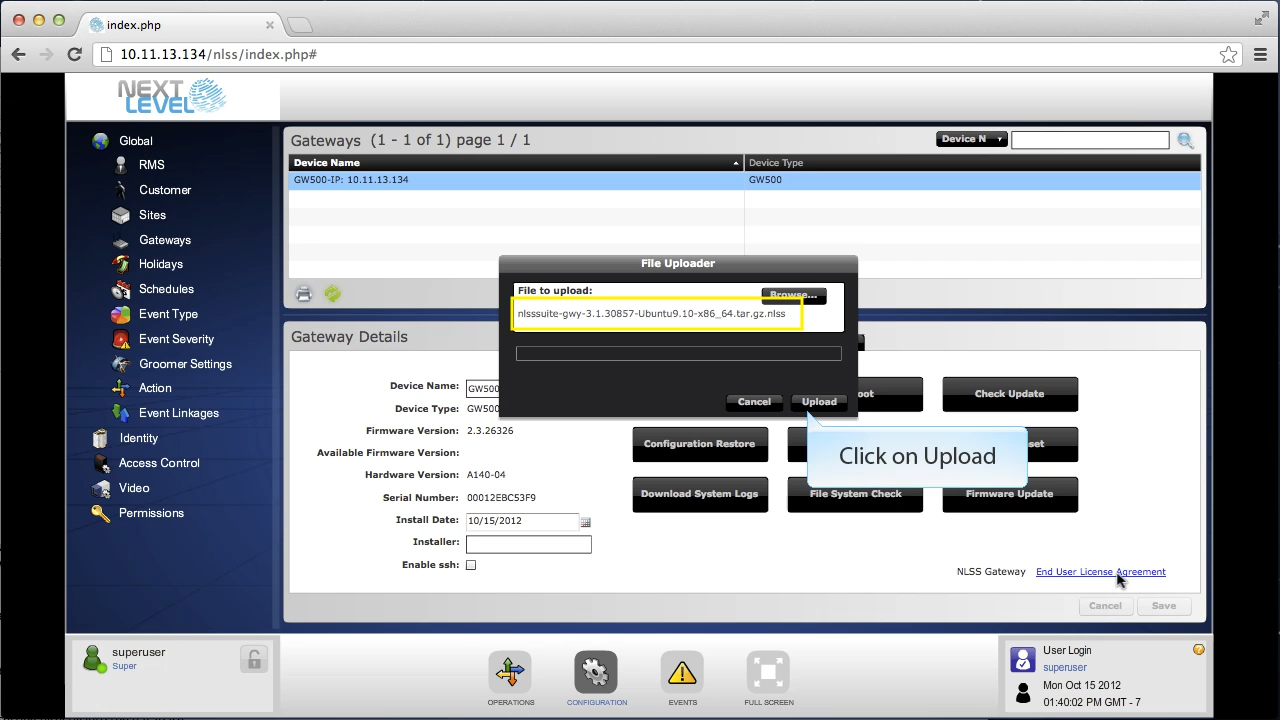 index.php
10.11.13.134/nlss/index.php#
NEXT
LEVEL
Global
RMS
Customer
Sites
Gateways
Holidays
Schedules
Event Type
Event Severity
Groomer Settings
Action
Event Linkages
Identity
Access Control
Video
Permissions
Gateways (1 - 1 of 1) page 1 / 1
Device N
Device Name
Device Type
GW500-IP: 10.11.13.134
GW500
File Uploader
File to upload:
Browse...
nlsssuite-gwy-3.1.30857-Ubuntu9.10-x86_64.tar.gz.nlss
Cancel
Upload
Click on Upload
Gateway Details
Device Name:
GW500
Device Type:
GW500
Firmware Version:
2.3.26326
Available Firmware Version:
Hardware Version:
A140-04
Serial Number:
00012EBC53F9
Install Date:
10/15/2012
Installer:
Enable ssh:
oot
Check Update
Configuration Restore
set
Download System Logs
File System Check
Firmware Update
NLSS Gateway
End User License Agreement
Cancel
Save
superuser
Super
OPERATIONS
CONFIGURATION
EVENTS
FULL SCREEN
User Login
superuser
Mon Oct 15 2012
01:40:02 PM GMT - 7